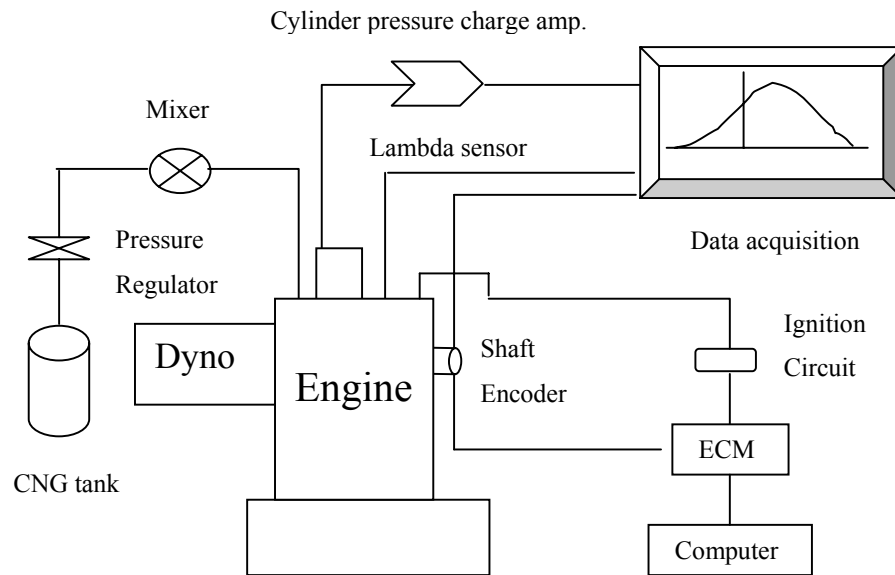 Cylinder pressure charge amp.
Mixer
Lambda sensor
Pressure
Regulator
Data acquisition
Ignition
Circuit
Dyno
Engine
Shaft
Encoder
ECM
CNG tank
Computer